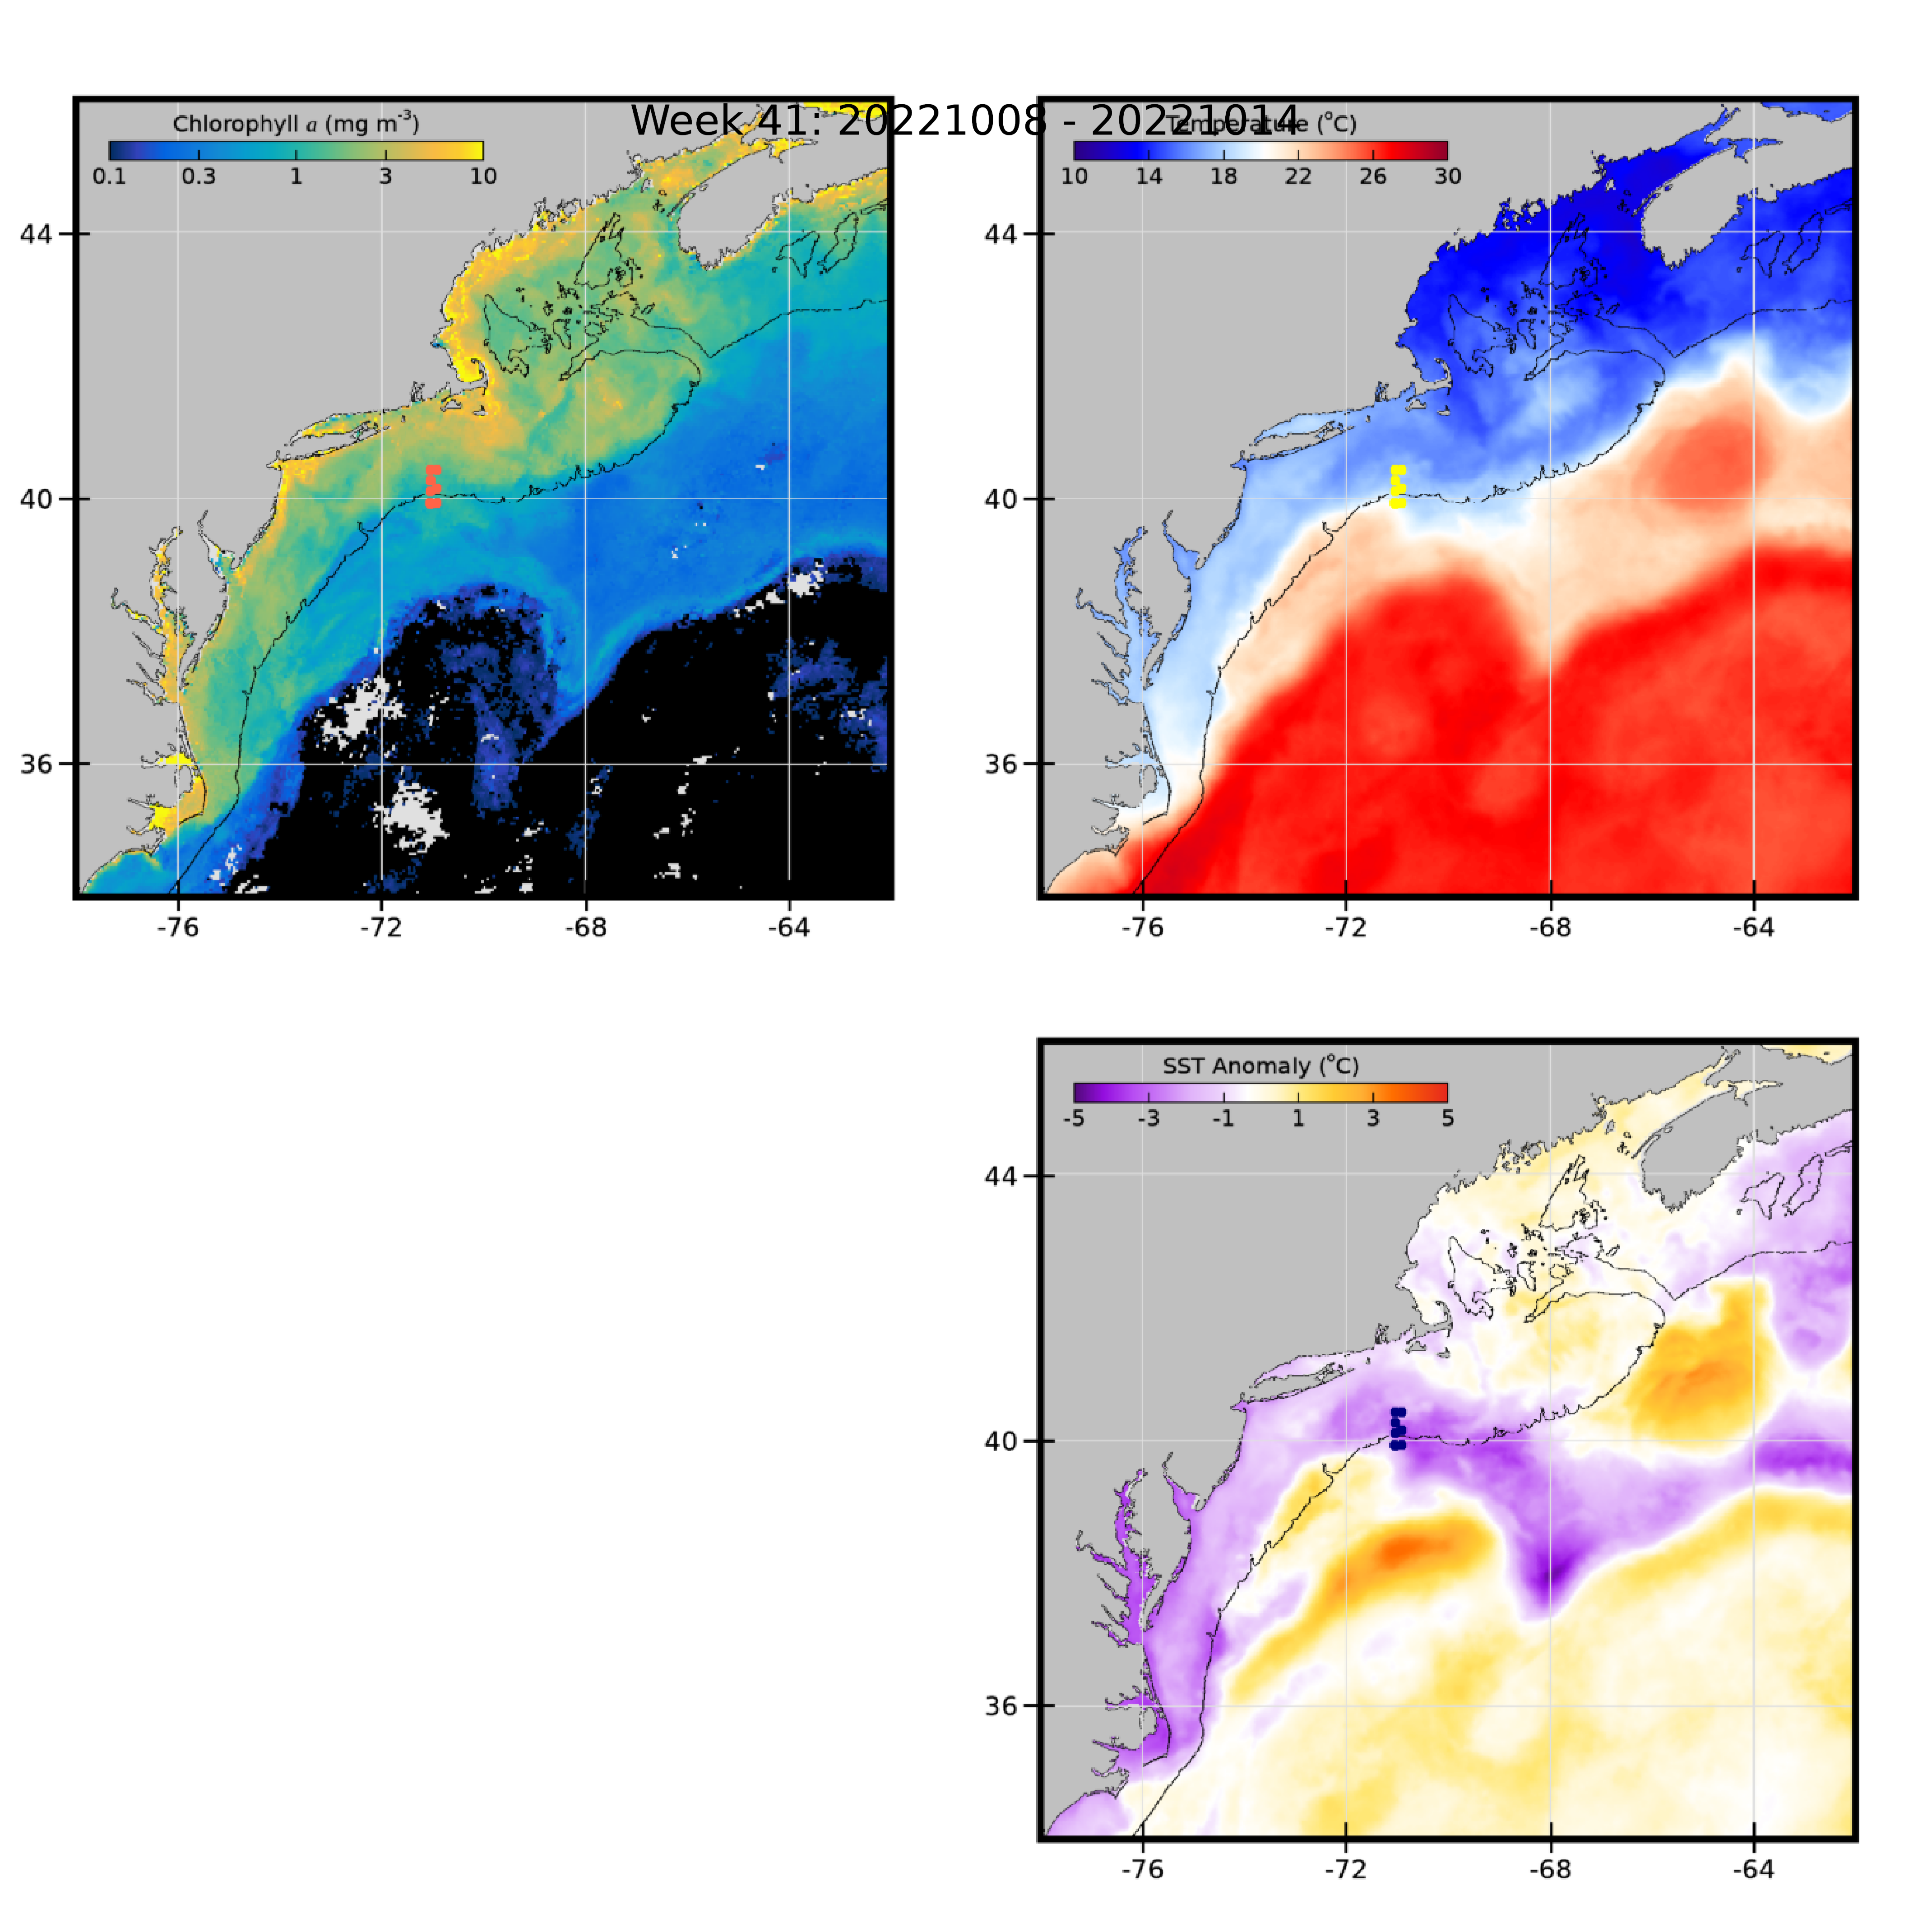 Week 41: 20221008 - 20221014
Chlorophyll a (mg m-3)
0.1 0.3 1 3 10
44
40
36
-76 -72 -68 -64
Temperature (°C)
10 14 18 22 26 30
44
40
36
-76 -72 -68 -64
SST Anomaly (°C)
-5 -3 -1 1 3 5
44
40
36
-76 -72 -68 -64